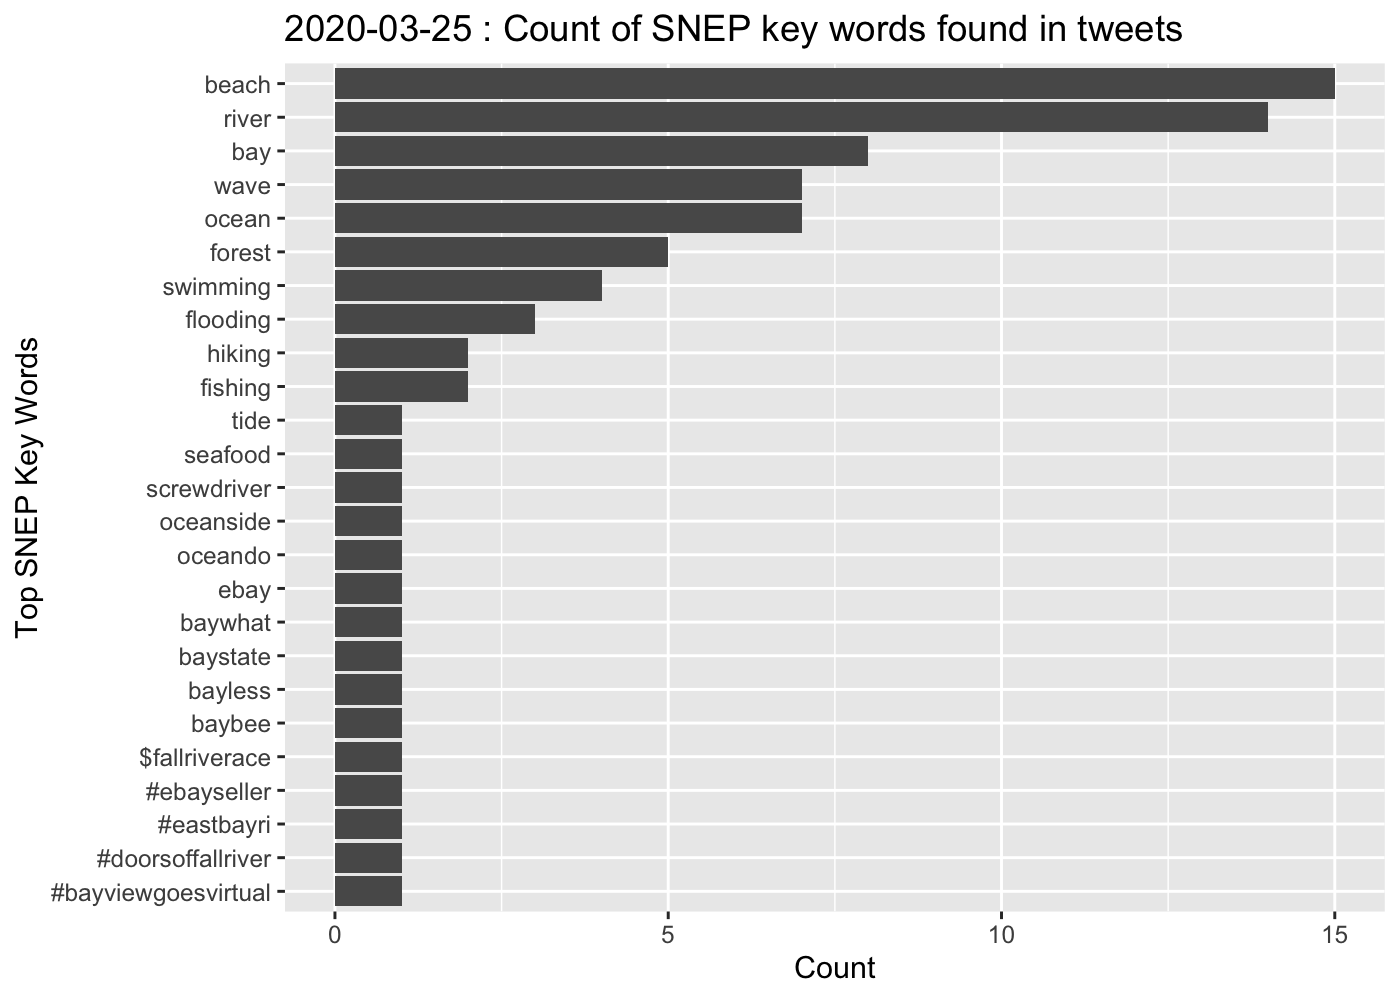 2020-03-25 : Count of SNEP key words found in tweets
Top SNEP Key Words
beach
river
bay
wave
ocean
forest
swimming
flooding
hiking
fishing
tide
seafood
screwdriver
oceanside
oceando
ebay
baywhat
baystate
bayless
baybee
$fallriverace
#ebayseller
#eastbayri
#doorsoffallriver
#bayviewgoesvirtual
0 5 10 15
Count